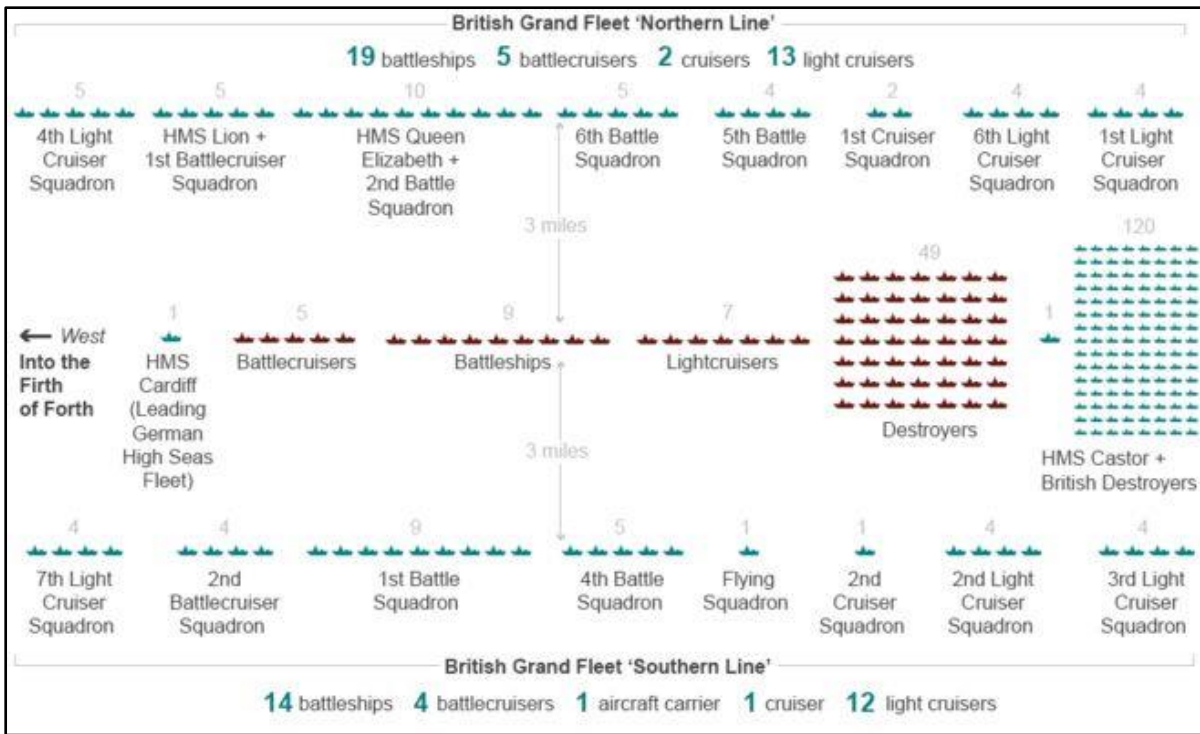 British Grand Fleet 'Northern Line'
19 battleships 5 battlecruisers 2 cruisers 13 light cruisers
5
4th Light
Cruiser
Squadron
5
HMS Lion +
1st Battlecruiser
Squadron
10
HMS Queen
Elizabeth +
2nd Battle
Squadron
5
6th Battle
Squadron
4
5th Battle
Squadron
2
1st Cruiser
Squadron
4
6th Light
Cruiser
Squadron
4
1st Light
Cruiser
Squadron
3 miles
← West
Into the
Firth
of Forth
1
HMS
Cardiff
(Leading
German
High Seas
Fleet)
5
Battlecruisers
9
Battleships
7
Lightcruisers
49
Destroyers
1
120
HMS Castor +
British Destroyers
3 miles
4
7th Light
Cruiser
Squadron
4
2nd
Battlecruiser
Squadron
9
1st Battle
Squadron
5
4th Battle
Squadron
1
Flying
Squadron
1
2nd
Cruiser
Squadron
4
2nd Light
Cruiser
Squadron
4
3rd Light
Cruiser
Squadron
British Grand Fleet 'Southern Line'
14 battleships 4 battlecruisers 1 aircraft carrier 1 cruiser 12 light cruisers